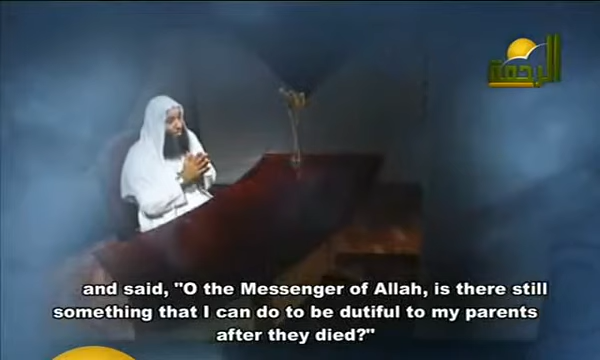 الرحمة
and said, "O the Messenger of Allah, is there still
something that I can do to be dutiful to my parents
after they died?"